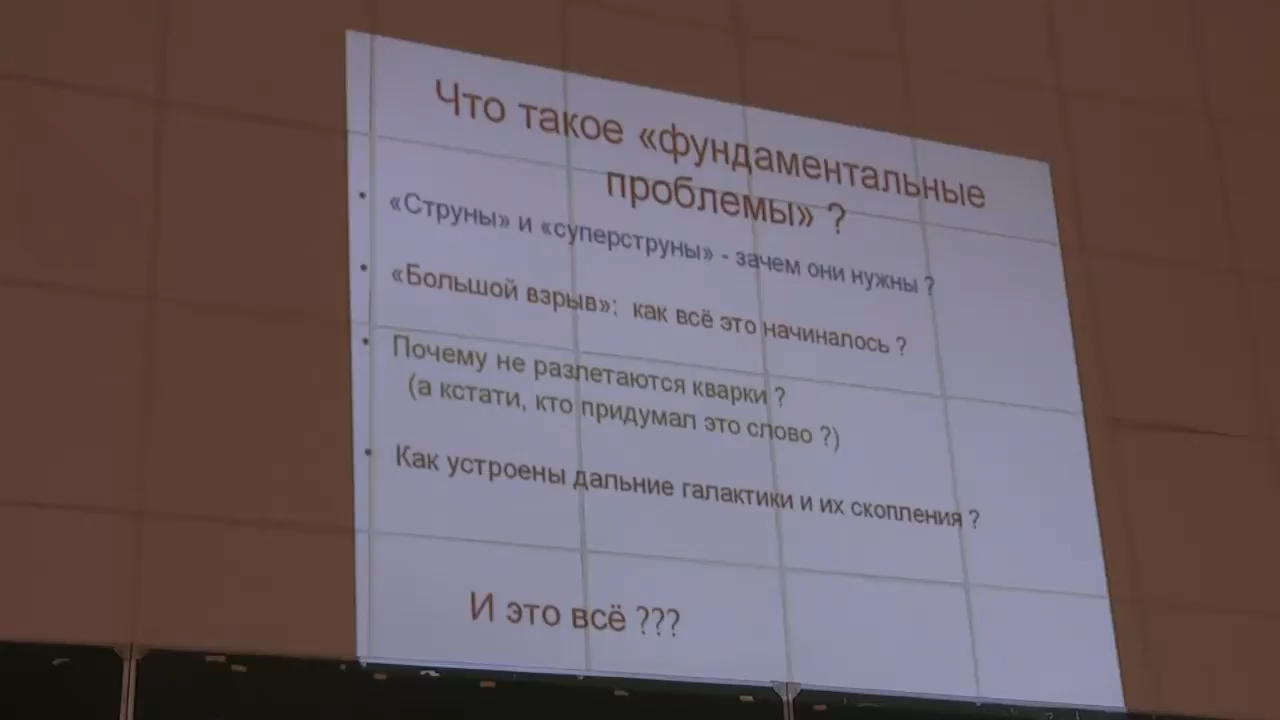 Что такое «фундаментальные
проблемы» ?
• «Струны» и «суперструны» - зачем они нужны ?
• «Большой взрыв»: как всё это начиналось ?
• Почему не разлетаются кварки ?
(а кстати, кто придумал это слово ?)
• Как устроены дальние галактики и их скопления ?
И это всё ???